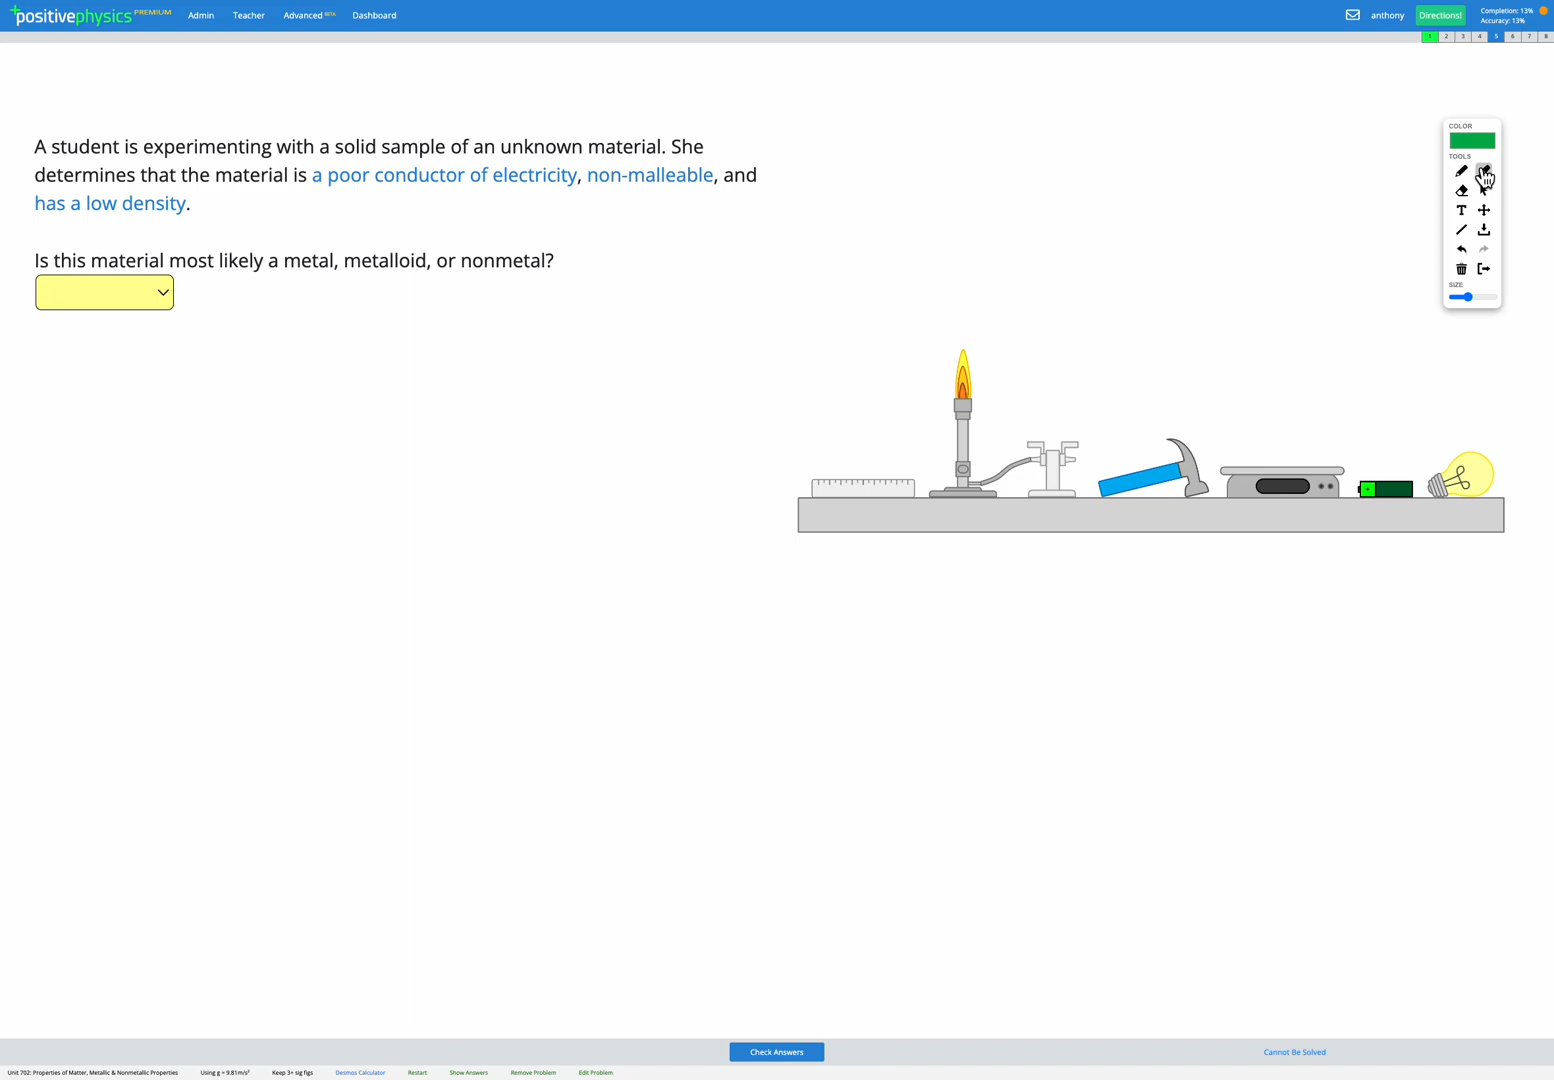 positivephysics PREMIUM Admin Teacher Advanced BETA Dashboard anthony Directions! Completion: 13%
Accuracy: 13%
1 2 3 4 5 6 7 8
A student is experimenting with a solid sample of an unknown material. She
determines that the material is a poor conductor of electricity, non-malleable, and
has a low density.
Is this material most likely a metal, metalloid, or nonmetal?
COLOR
TOOLS
T
SIZE
+
Check Answers Cannot Be Solved
Unit 702: Properties of Matter, Metallic & Nonmetallic Properties Using g = 9.81m/s² Keep 3+ sig figs Desmos Calculator Restart Show Answers Remove Problem Edit Problem